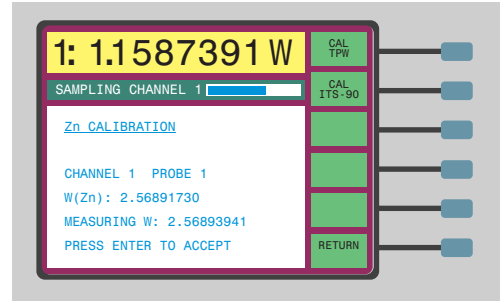 1: 1.1587391 W
SAMPLING CHANNEL 1
Zn CALIBRATION
CHANNEL 1 PROBE 1
W(Zn): 2.56891730
MEASURING W: 2.56893941
PRESS ENTER TO ACCEPT
CAL
TPW
CAL
ITS-90
RETURN